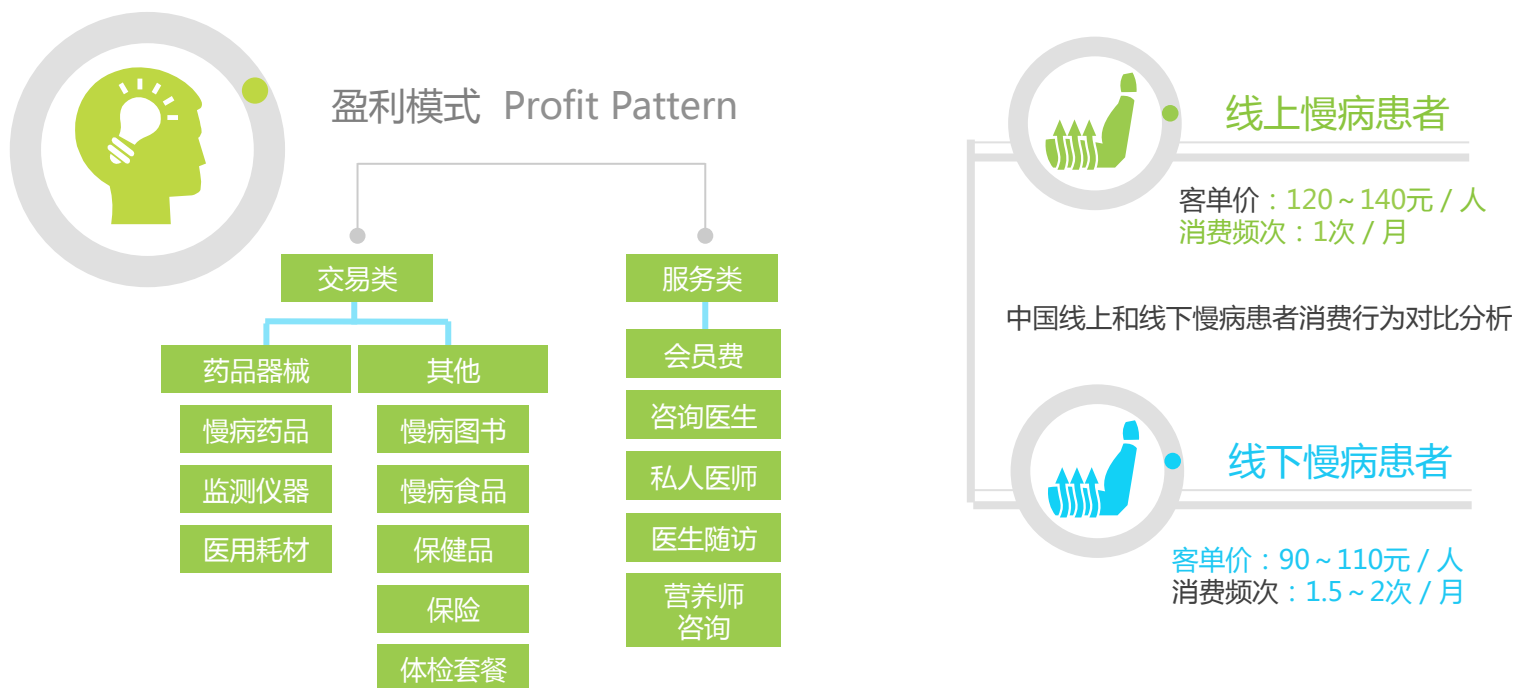 盈利模式 Profit Pattern
交易类
服务类
药品器械
其他
会员费
慢病药品
慢病图书
咨询医生
监测仪器
慢病食品
私人医师
医用耗材
保健品
医生随访
保险
营养师
咨询
体检套餐
线上慢病患者
客单价：120～140元／人
消费频次：1次／月
中国线上和线下慢病患者消费行为对比分析
线下慢病患者
客单价：90～110元／人
消费频次：1.5～2次／月